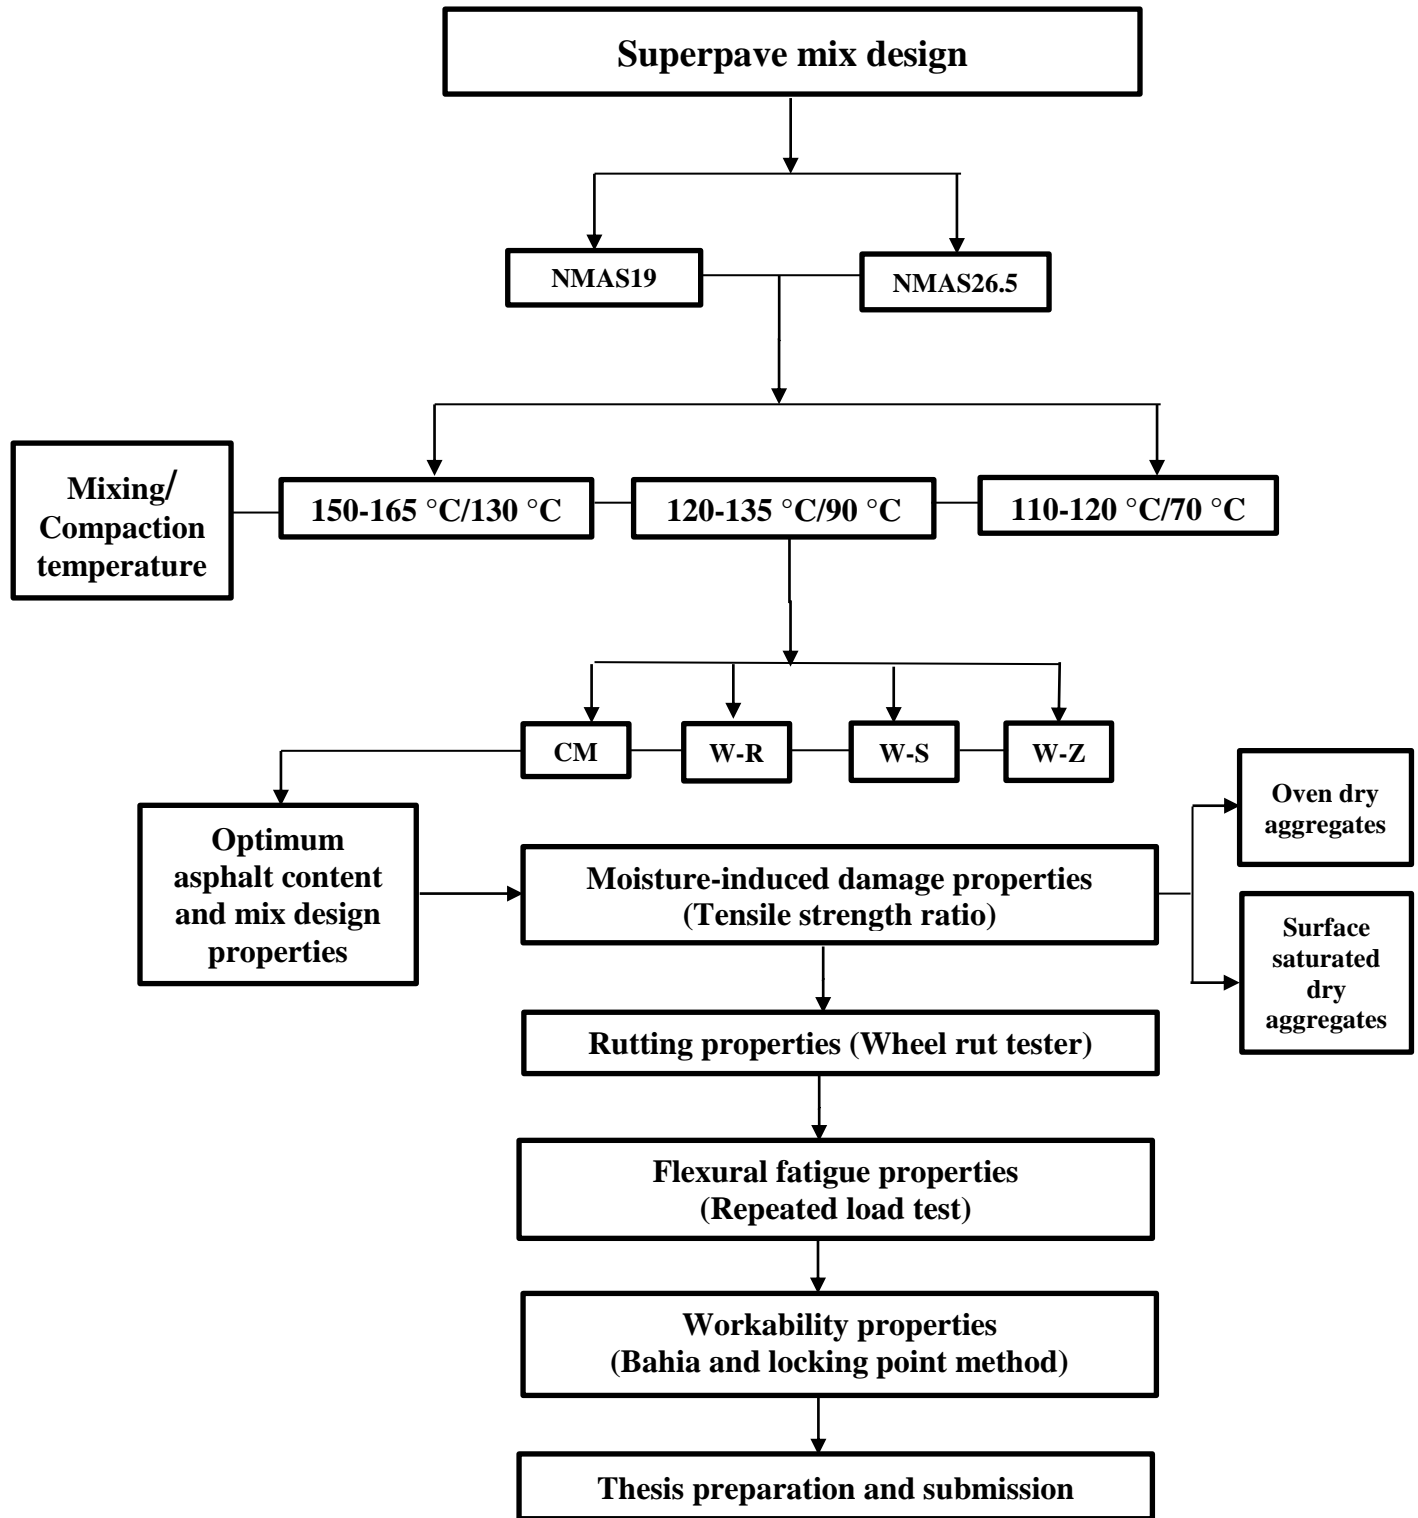 Superpave mix design
NMAS19
NMAS26.5
Mixing/
Compaction
temperature
150-165 °C/130 °C
120-135 °C/90 °C
110-120 °C/70 °C
CM
W-R
W-S
W-Z
Optimum
asphalt content
and mix design
properties
Moisture-induced damage properties
(Tensile strength ratio)
Oven dry
aggregates
Surface
saturated
dry
aggregates
Rutting properties (Wheel rut tester)
Flexural fatigue properties
(Repeated load test)
Workability properties
(Bahia and locking point method)
Thesis preparation and submission